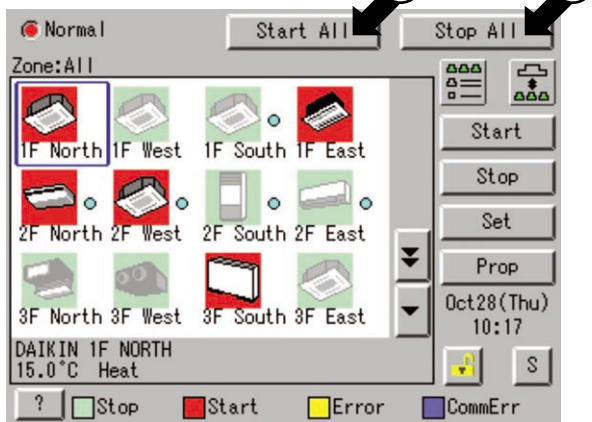 Normal
Start All
Stop All
Zone:All
1F North 1F West 1F South 1F East
Start
Stop
2F North 2F West 2F South 2F East
Set
Prop
3F North 3F West 3F South 3F East
Oct28(Thu)
10:17
DAIKIN 1F NORTH
15.0°C Heat
S
? Stop Start Error CommErr